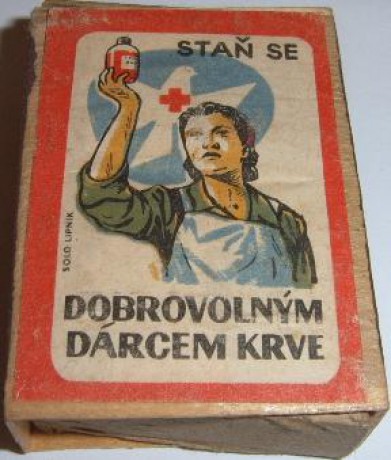 STAŇ SE
SOLO LIPNÍK
DOBROVOLNÝM
DÁRCEM KRVE